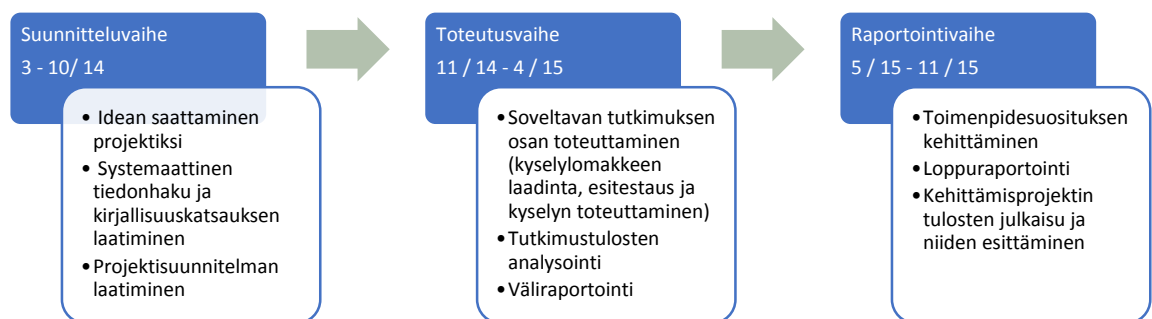 Suunnitteluvaihe
3 - 10/ 14
• Idean saattaminen
projektiksi
• Systemaattinen
tiedonhaku ja
kirjallisuuskatsauksen
laatiminen
• Projektisuunnitelman
laatiminen
Toteutusvaihe
11 / 14 - 4 / 15
• Soveltavan tutkimuksen
osan toteuttaminen
(kyselylomakkeen
laadinta, esitestaus ja
kyselyn toteuttaminen)
• Tutkimustulosten
analysointi
• Väliraportointi
Raportointivaihe
5 / 15 - 11 / 15
• Toimenpidesuosituksen
kehittäminen
• Loppuraportointi
• Kehittämisprojektin
tulosten julkaisu ja
niiden esittäminen